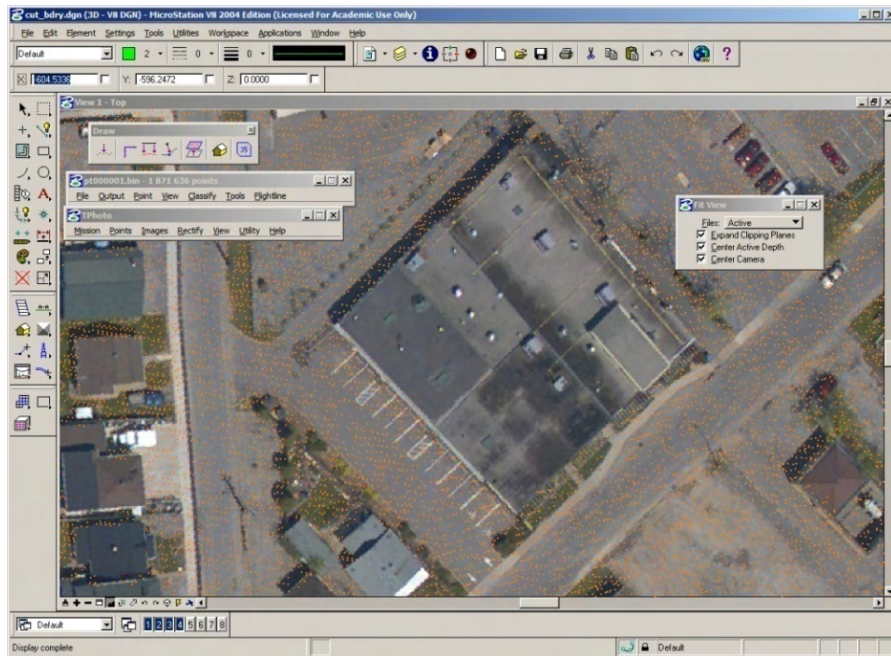 cut_bdry.dgn (3D - V8 DGN) - MicroStation V8 2004 Edition (Licensed For Academic Use Only)
File Edit Element Settings Tools Utilities Workspace Applications Window Help
Default 2 0 0
X: -604.5336 Y: -596.2472 Z: 0.0000
View 1 - Top
Draw
35
pt000001.bin - 1 871 636 points
File Output Point View Classify Tools Flightline
TPhoto
Mission Points Images Rectify View Utility Help
Fit View
Files: Active
Expand Clipping Planes
Center Active Depth
Center Camera
Default 1 2 3 4 5 6 7 8
Display complete Default